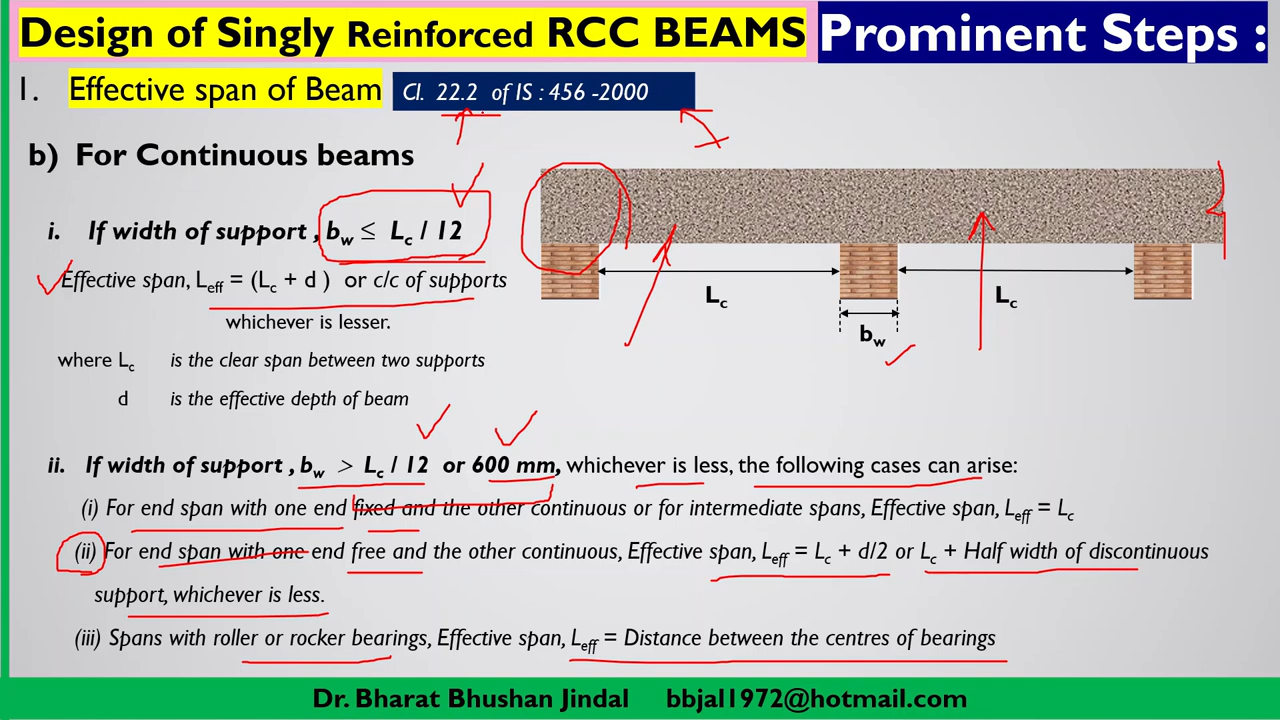 Design of Singly Reinforced RCC BEAMS Prominent Steps :
1. Effective span of Beam Cl. 22.2 of IS : 456 -2000
b) For Continuous beams
i. If width of support , bw ≤ Lc / 12
Effective span, Leff = (Lc + d ) or c/c of supports
whichever is lesser.
where Lc is the clear span between two supports
d is the effective depth of beam
Lc
Lc
bw
ii. If width of support , bw > Lc / 12 or 600 mm, whichever is less, the following cases can arise:
(i) For end span with one end fixed and the other continuous or for intermediate spans, Effective span, Leff = Lc
(ii) For end span with one end free and the other continuous, Effective span, Leff = Lc + d/2 or Lc + Half width of discontinuous
support, whichever is less.
(iii) Spans with roller or rocker bearings, Effective span, Leff = Distance between the centres of bearings
Dr. Bharat Bhushan Jindal bbjal1972@hotmail.com